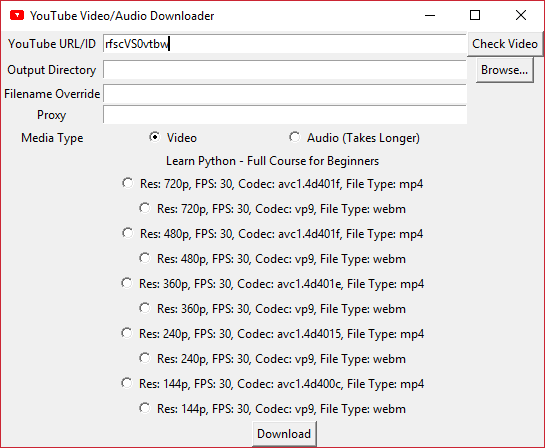 YouTube Video/Audio Downloader
YouTube URL/ID rfscVS0vtbw Check Video
Output Directory Browse...
Filename Override
Proxy
Media Type Video Audio (Takes Longer)
Learn Python - Full Course for Beginners
Res: 720p, FPS: 30, Codec: avc1.4d401f, File Type: mp4
Res: 720p, FPS: 30, Codec: vp9, File Type: webm
Res: 480p, FPS: 30, Codec: avc1.4d401f, File Type: mp4
Res: 480p, FPS: 30, Codec: vp9, File Type: webm
Res: 360p, FPS: 30, Codec: avc1.4d401e, File Type: mp4
Res: 360p, FPS: 30, Codec: vp9, File Type: webm
Res: 240p, FPS: 30, Codec: avc1.4d4015, File Type: mp4
Res: 240p, FPS: 30, Codec: vp9, File Type: webm
Res: 144p, FPS: 30, Codec: avc1.4d400c, File Type: mp4
Res: 144p, FPS: 30, Codec: vp9, File Type: webm
Download